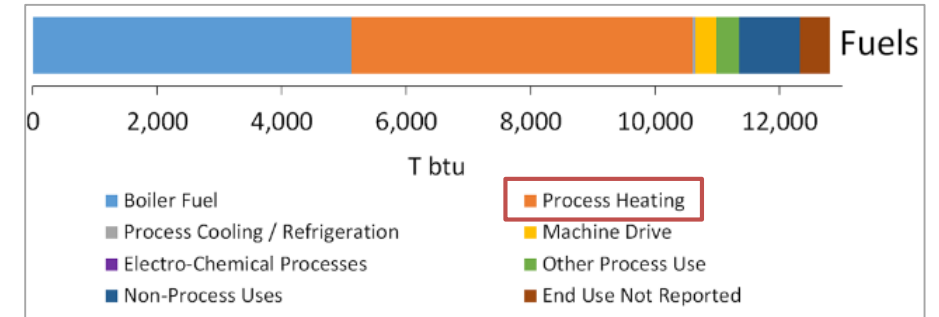 Fuels
0 2,000 4,000 6,000 8,000 10,000 12,000
T btu
Boiler Fuel Process Heating
Process Cooling / Refrigeration Machine Drive
Electro-Chemical Processes Other Process Use
Non-Process Uses End Use Not Reported